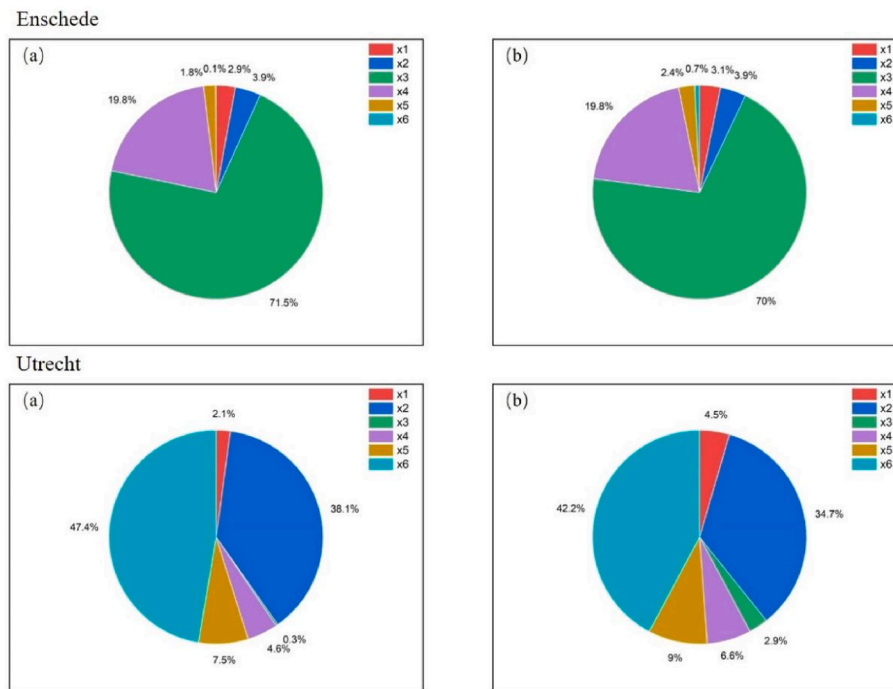 Enschede
(a)
x1
x2
x3
x4
x5
x6
0.1%
2.9%
1.8%
3.9%
19.8%
71.5%
(b)
x1
x2
x3
x4
x5
x6
0.7%
3.1%
2.4%
3.9%
19.8%
70%
Utrecht
(a)
x1
x2
x3
x4
x5
x6
2.1%
38.1%
47.4%
0.3%
4.6%
7.5%
(b)
x1
x2
x3
x4
x5
x6
4.5%
34.7%
42.2%
2.9%
6.6%
9%